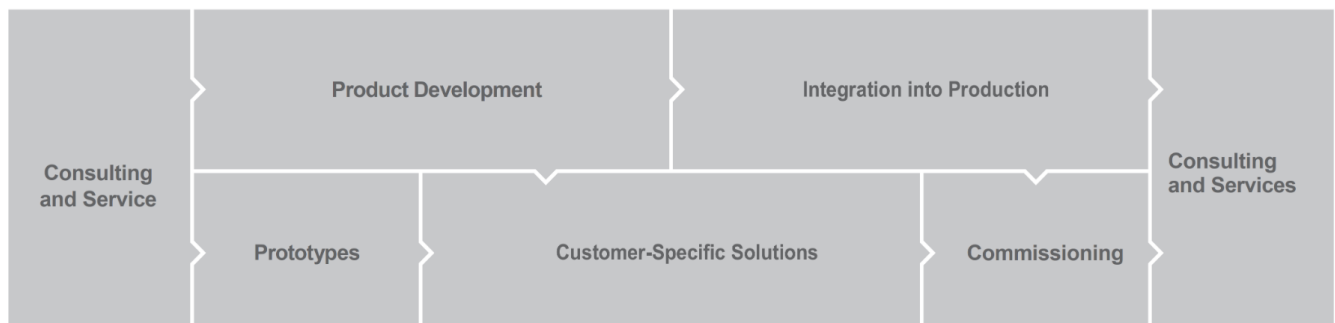 Consulting
and Service
Product Development
Integration into Production
Prototypes
Customer-Specific Solutions
Commissioning
Consulting
and Services